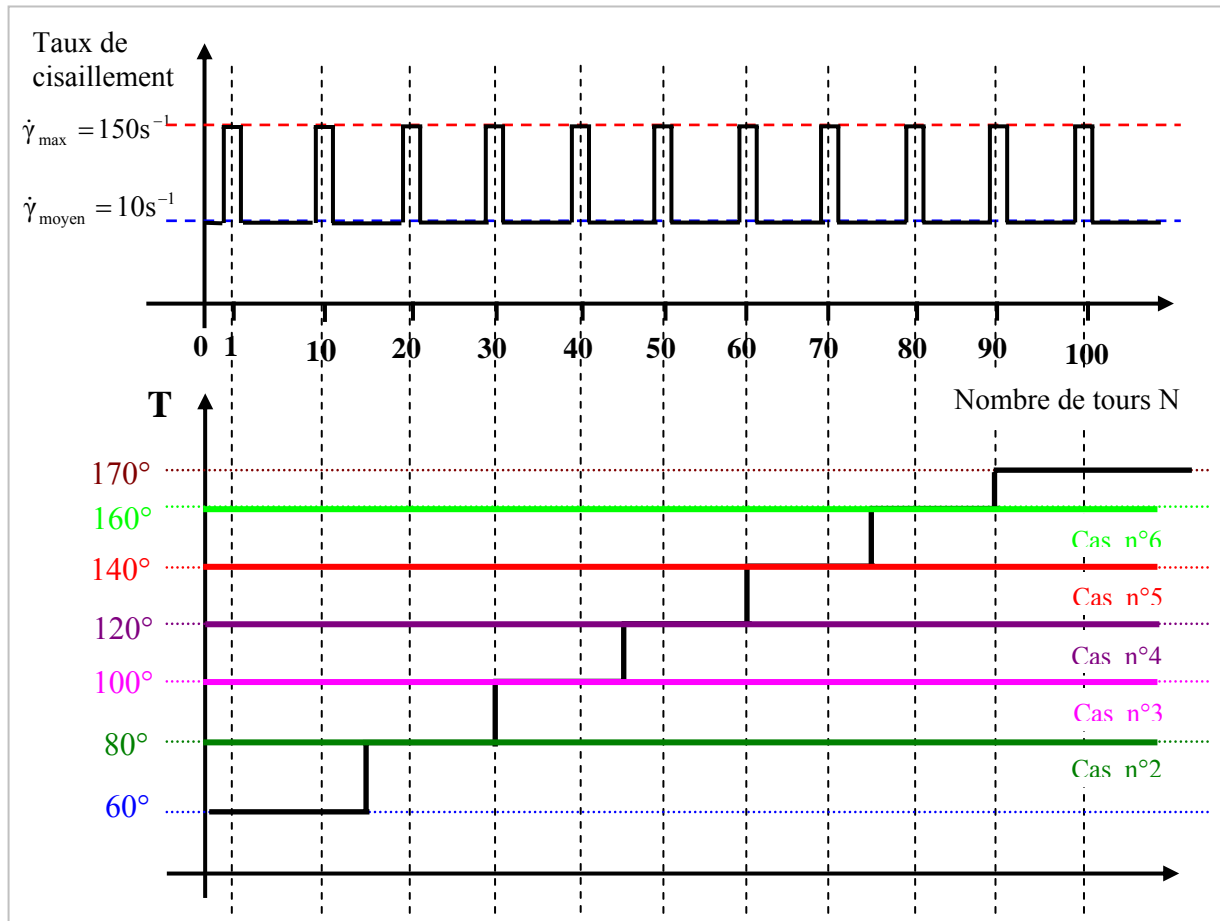 Taux de
cisaillement
γ̇max = 150s⁻¹
γ̇moyen = 10s⁻¹
0 1 10 20 30 40 50 60 70 80 90 100
T
Nombre de tours N
170°
160°
Cas n°6
140°
Cas n°5
120°
Cas n°4
100°
Cas n°3
80°
Cas n°2
60°